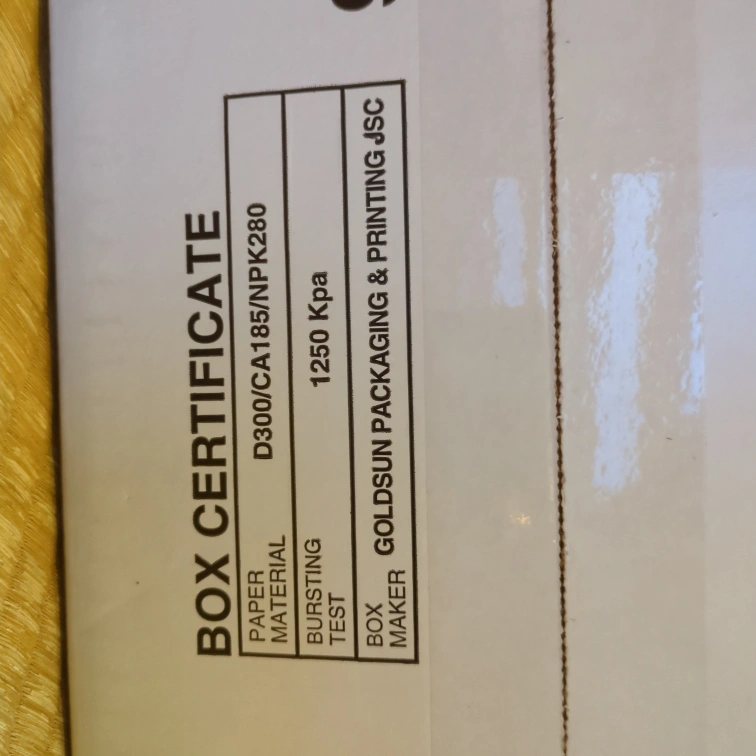 BOX CERTIFICATE
PAPER
MATERIAL
D300/CA185/NPK280
BURSTING
TEST
1250 Kpa
BOX
MAKER
GOLDSUN PACKAGING & PRINTING JSC